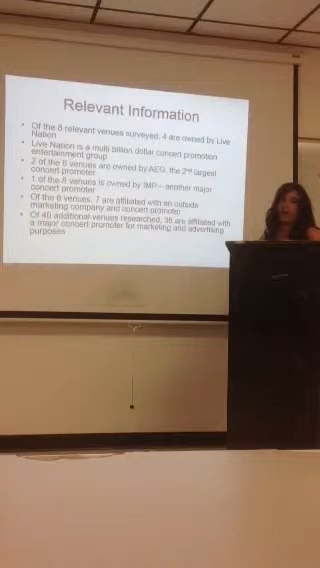 Relevant Information
• Of the 8 relevant venues surveyed, 4 are owned by Live
Nation
• Live Nation is a multi billion dollar concert promotion
entertainment group
• 2 of the 8 venues are owned by AEG, the 2nd largest
concert promoter
• 1 of the 8 venues is owned by IMP – another major
concert promoter
• Of the 8 venues, 7 are affiliated with an outside
marketing company and concert promoter
• Of 40 additional venues researched, 36 are affiliated with
a major concert promoter for marketing and advertising
purposes